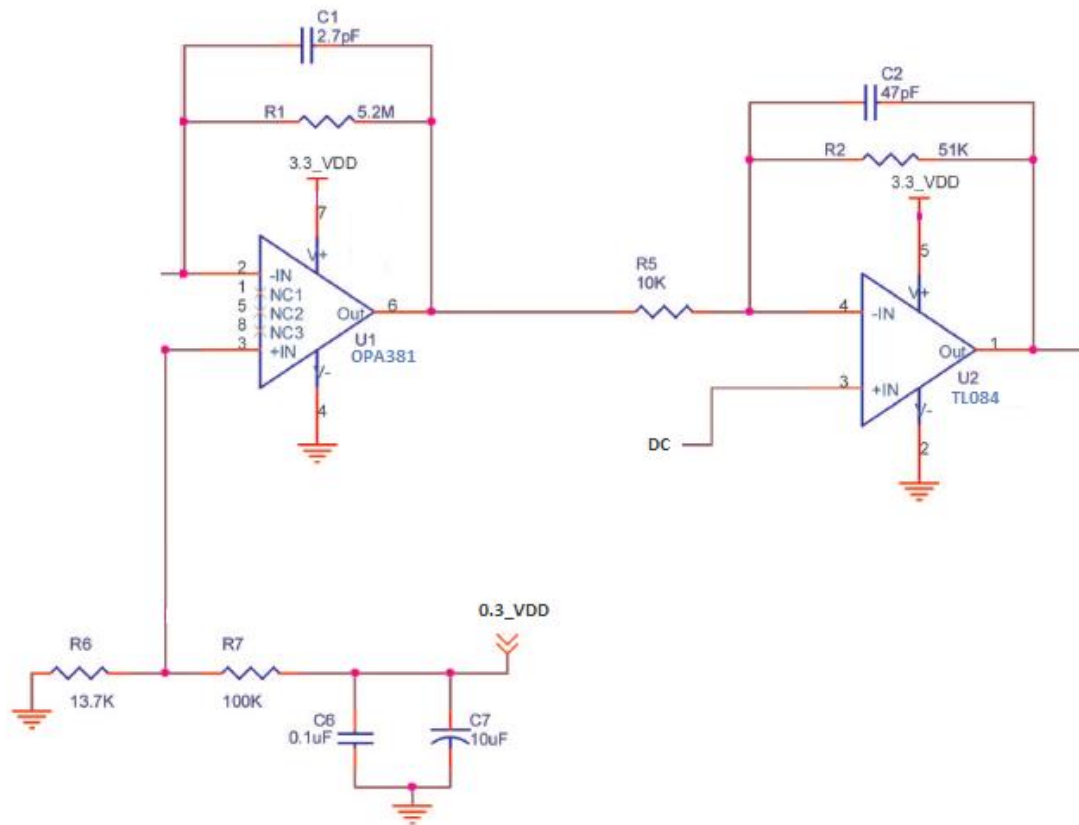 C1
2.7pF
R1 5.2M
3.3_VDD
7
V+
2 -IN
1 NC1
5 NC2
8 NC3
3 +IN
Out 6
U1
OPA381
V-
4
C2
47pF
R2 51K
3.3_VDD
5
V+
R5
10K
4 -IN
Out 1
3 +IN
U2
TL084
V-
2
DC
0.3_VDD
R6 R7
13.7K 100K
C6 C7
0.1uF 10uF